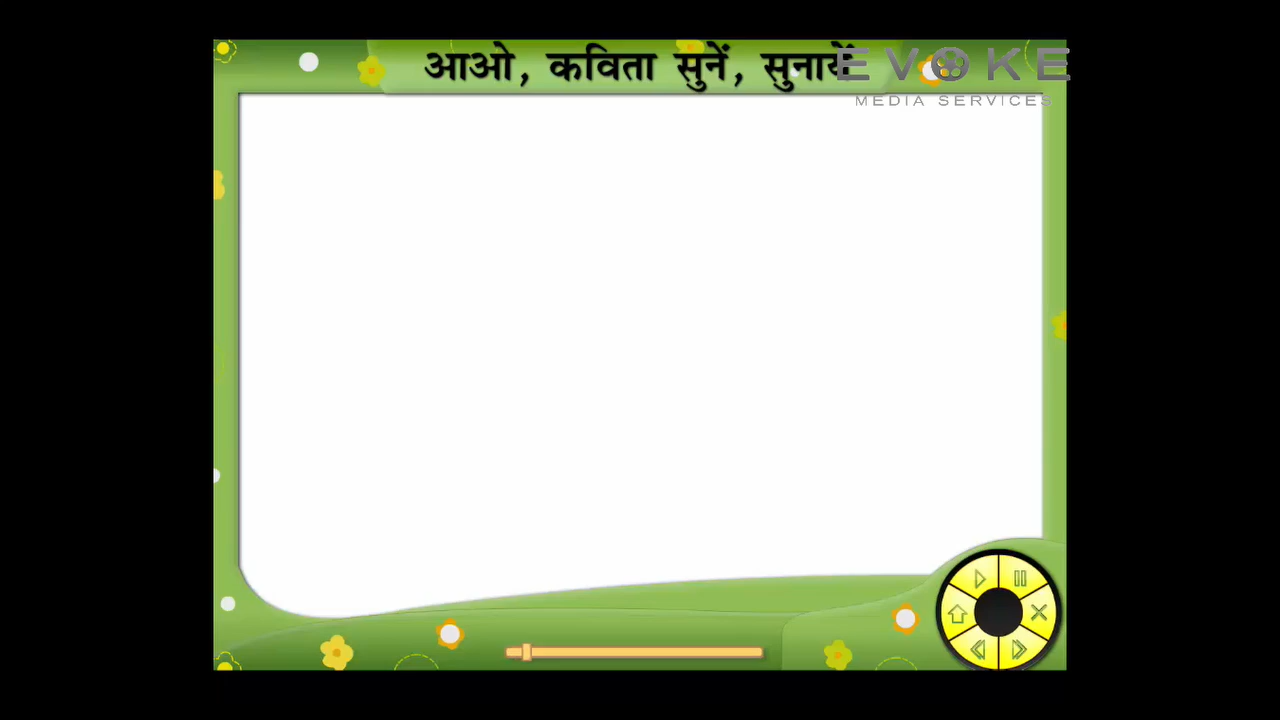 आओ, कविता सुनें, सुनायें
EVOKE
MEDIA SERVICES